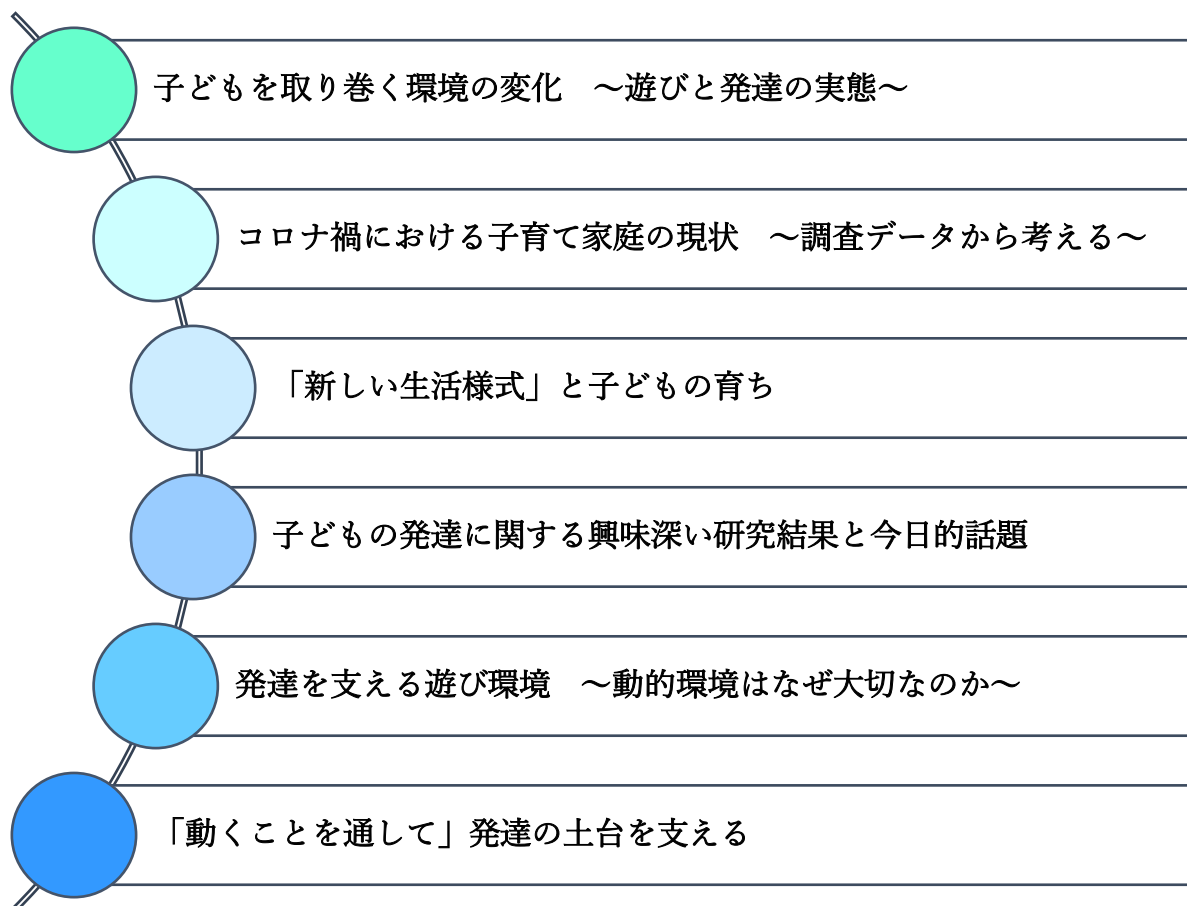 子どもを取り巻く環境の変化　～遊びと発達の実態～
コロナ禍における子育て家庭の現状　～調査データから考える～
「新しい生活様式」と子どもの育ち
子どもの発達に関する興味深い研究結果と今日的話題
発達を支える遊び環境　～動的環境はなぜ大切なのか～
「動くことを通して」発達の土台を支える